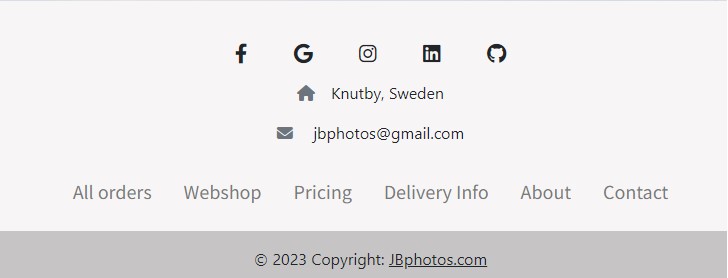 Knutby, Sweden
jbphotos@gmail.com
All orders Webshop Pricing Delivery Info About Contact
© 2023 Copyright: JBphotos.com